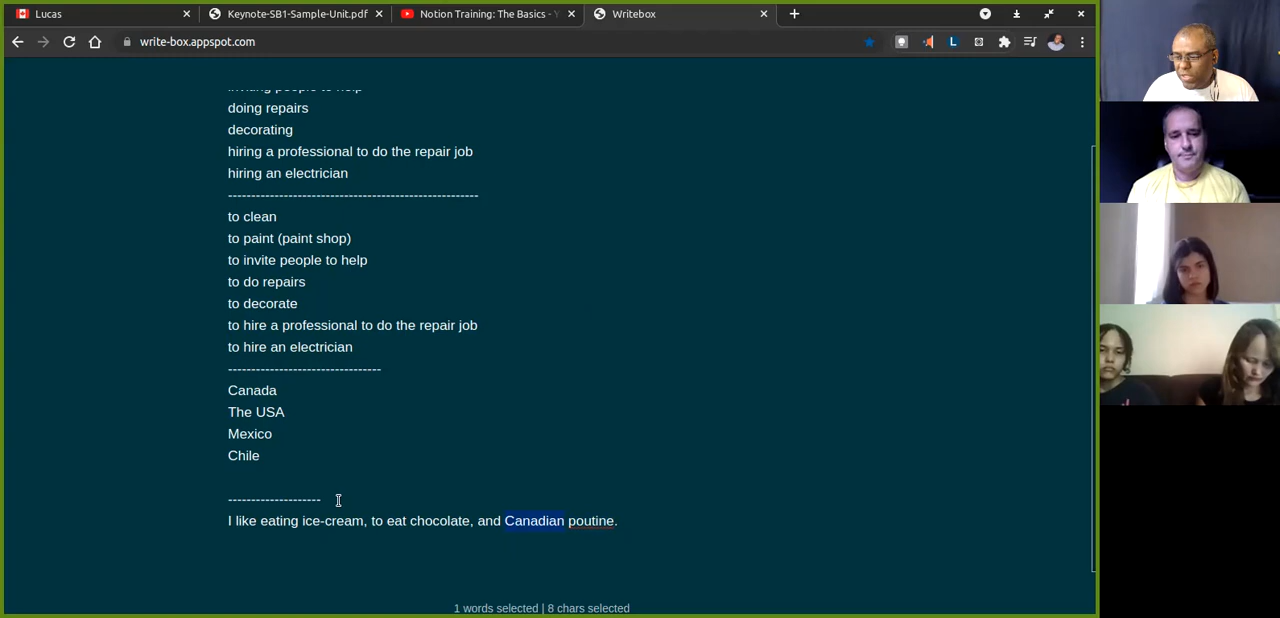 Lucas
Keynote-SB1-Sample-Unit.pdf
Notion Training: The Basics - Y
Writebox
write-box.appspot.com
inviting people to help
doing repairs
decorating
hiring a professional to do the repair job
hiring an electrician
------------------------------------------------------
to clean
to paint (paint shop)
to invite people to help
to do repairs
to decorate
to hire a professional to do the repair job
to hire an electrician
---------------------------------
Canada
The USA
Mexico
Chile
--------------------
I like eating ice-cream, to eat chocolate, and Canadian poutine.
1 words selected | 8 chars selected